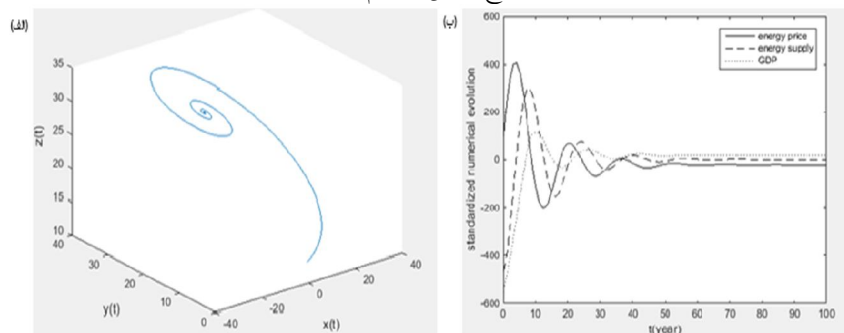 (الف)
35
30
25
20
15
10
z(t)
40
30
20
10
0
y(t)
-40
-20
0
20
40
x(t)
(ب)
600
400
200
0
-200
-400
-600
standardized numerical evolution
energy price
energy supply
GDP
0 10 20 30 40 50 60 70 80 90 100
t(year)